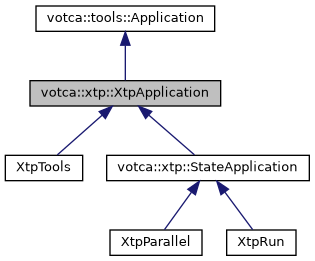 votca::tools::Application
votca::xtp::XtpApplication
XtpTools
votca::xtp::StateApplication
XtpParallel
XtpRun